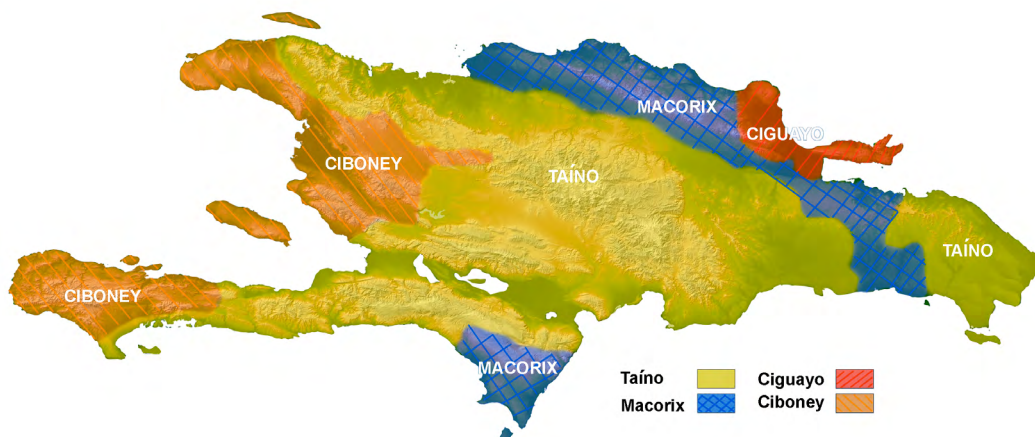 MACORIX
CIGUAYO
CIBONEY
TAÍNO
TAÍNO
CIBONEY
MACORIX
Taíno
Ciguayo
Macorix
Ciboney